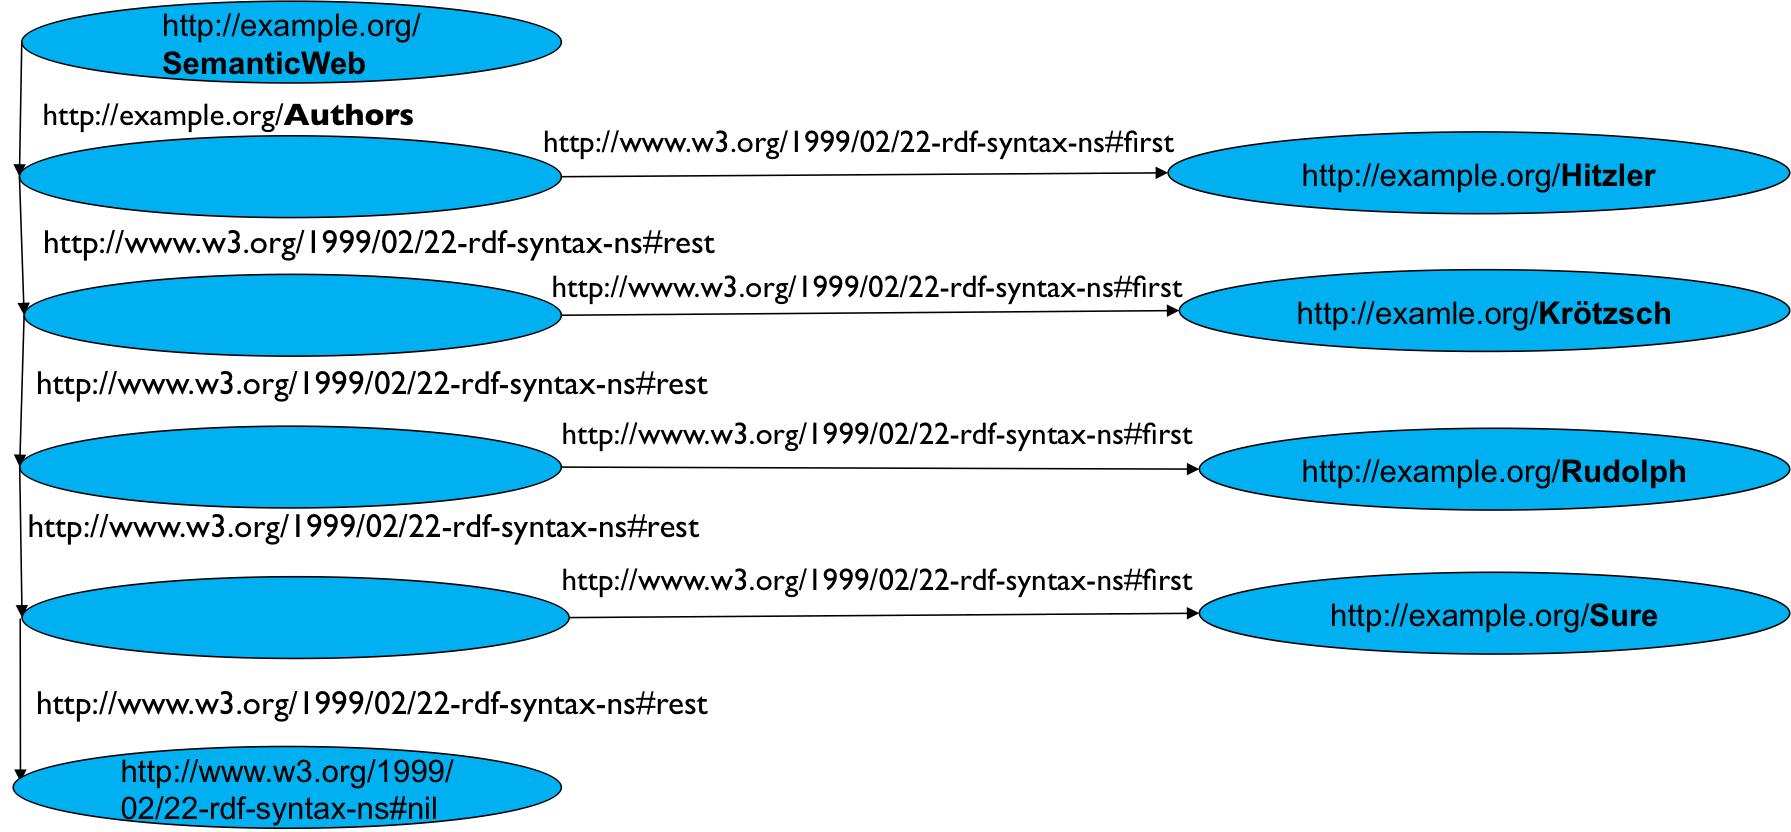 http://example.org/
SemanticWeb
http://example.org/Authors
http://www.w3.org/1999/02/22-rdf-syntax-ns#first
http://example.org/Hitzler
http://www.w3.org/1999/02/22-rdf-syntax-ns#rest
http://www.w3.org/1999/02/22-rdf-syntax-ns#first
http://examle.org/Krötzsch
http://www.w3.org/1999/02/22-rdf-syntax-ns#rest
http://www.w3.org/1999/02/22-rdf-syntax-ns#first
http://example.org/Rudolph
http://www.w3.org/1999/02/22-rdf-syntax-ns#rest
http://www.w3.org/1999/02/22-rdf-syntax-ns#first
http://example.org/Sure
http://www.w3.org/1999/02/22-rdf-syntax-ns#rest
http://www.w3.org/1999/
02/22-rdf-syntax-ns#nil